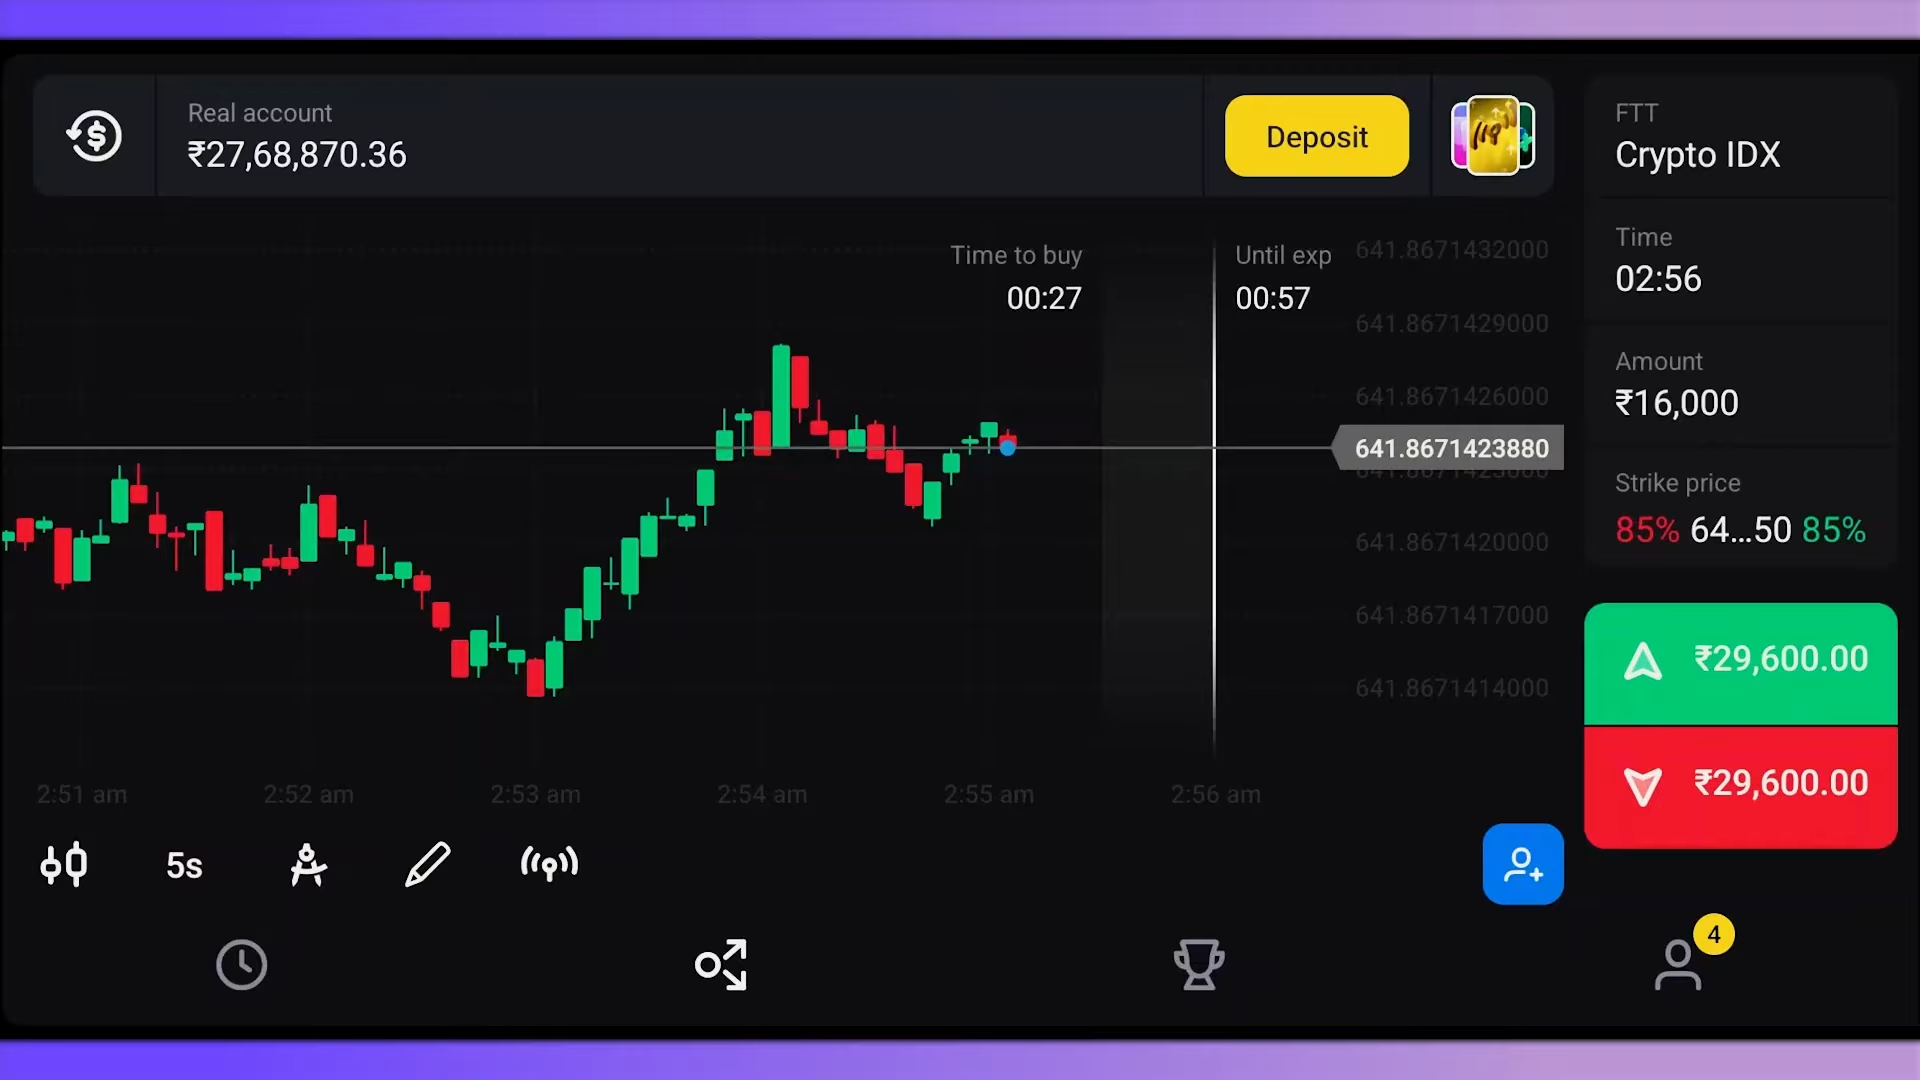 Real account
₹27,68,870.36
Deposit
FTT
Crypto IDX
Time
02:56
Amount
₹16,000
Strike price
85% 64...50 85%
Time to buy
00:27
Until exp
00:57
641.8671432000
641.8671429000
641.8671426000
641.8671423880
641.8671420000
641.8671417000
641.8671414000
₹29,600.00
₹29,600.00
2:51 am
2:52 am
2:53 am
2:54 am
2:55 am
2:56 am
5s
4